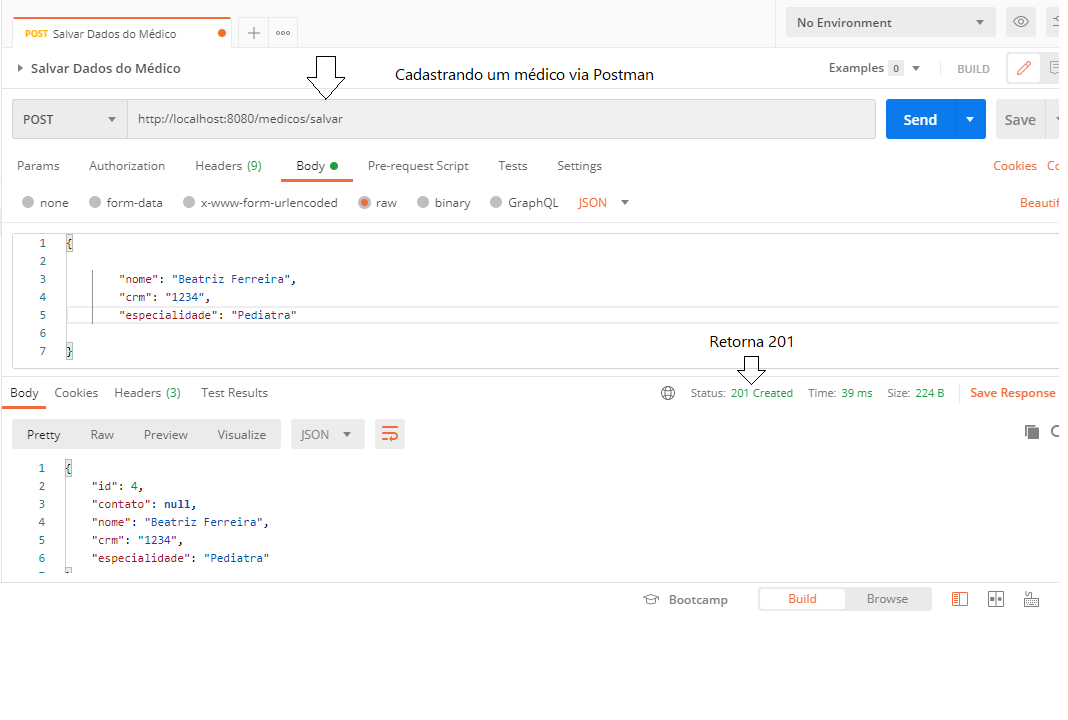 POST Salvar Dados do Médico
No Environment
Salvar Dados do Médico
Cadastrando um médico via Postman
Examples 0
BUILD
POST
http://localhost:8080/medicos/salvar
Send
Save
Params Authorization Headers (9) Body Pre-request Script Tests Settings
Cookies Co
none form-data x-www-form-urlencoded raw binary GraphQL JSON
Beautif
1 {
2
3 "nome": "Beatriz Ferreira",
4 "crm": "1234",
5 "especialidade": "Pediatra"
6
7 }
Retorna 201
Body Cookies Headers (3) Test Results
Status: 201 Created Time: 39 ms Size: 224 B
Save Response
Pretty Raw Preview Visualize JSON
1 {
2 "id": 4,
3 "contato": null,
4 "nome": "Beatriz Ferreira",
5 "crm": "1234",
6 "especialidade": "Pediatra"
Bootcamp
Build Browse